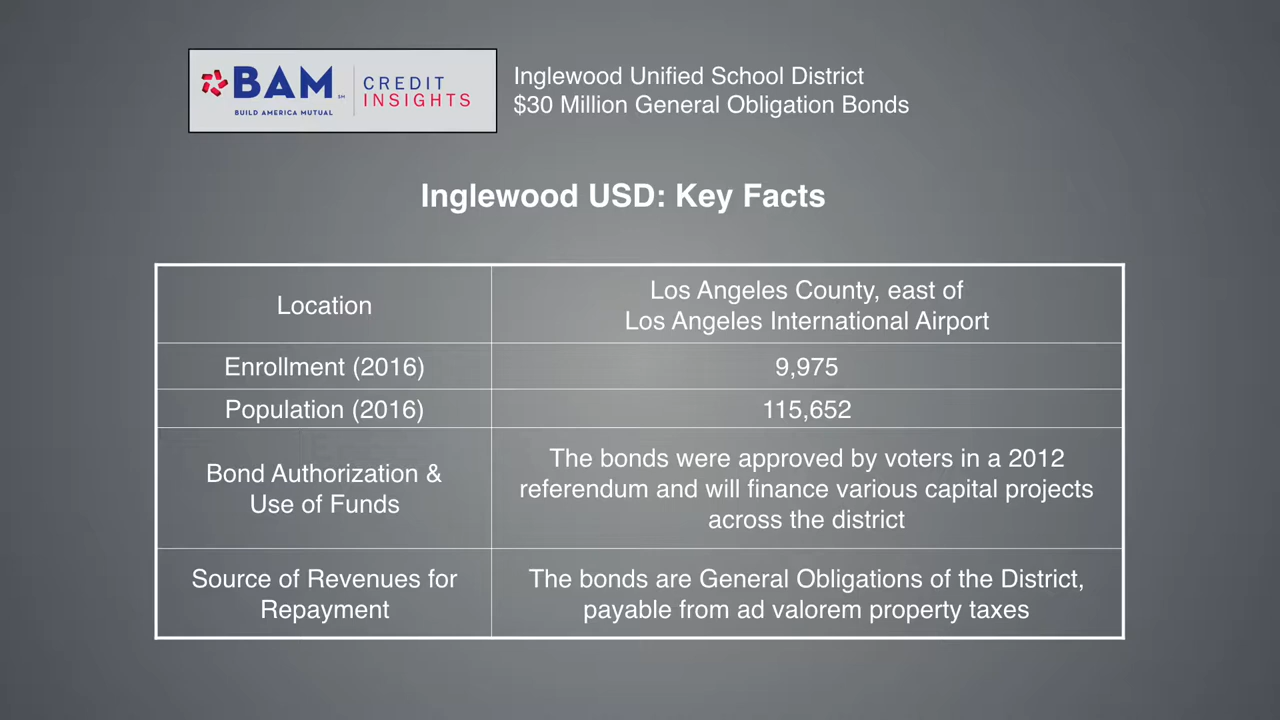 BAM SM
BUILD AMERICA MUTUAL
CREDIT
INSIGHTS
Inglewood Unified School District
$30 Million General Obligation Bonds
Inglewood USD: Key Facts
Location
Los Angeles County, east of
Los Angeles International Airport
Enrollment (2016)
9,975
Population (2016)
115,652
Bond Authorization &
Use of Funds
The bonds were approved by voters in a 2012
referendum and will finance various capital projects
across the district
Source of Revenues for
Repayment
The bonds are General Obligations of the District,
payable from ad valorem property taxes